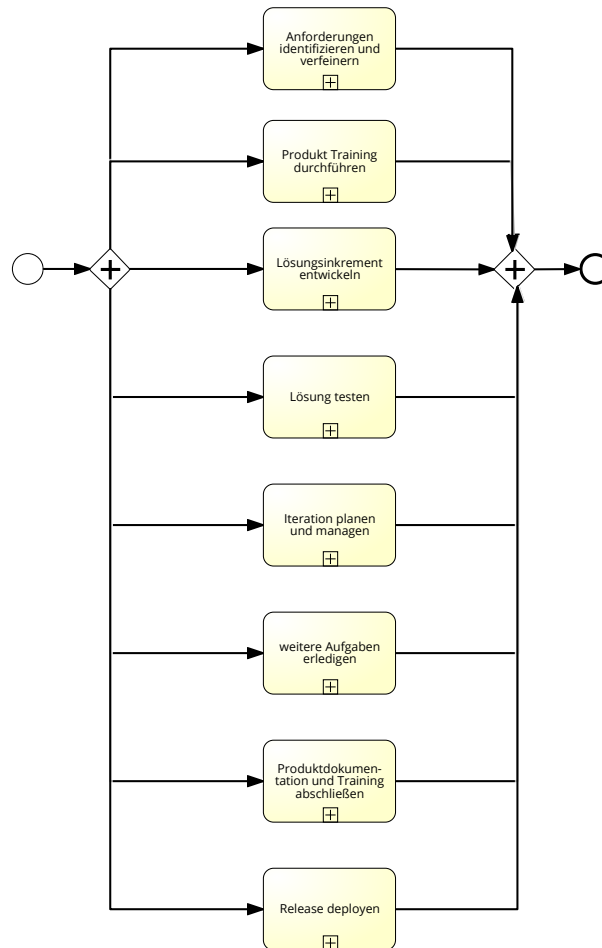 Anforderungen
identifizieren und
verfeinern
Produkt Training
durchführen
Lösungsinkrement
entwickeln
Lösung testen
Iteration planen
und managen
weitere Aufgaben
erledigen
Produktdokumen-
tation und Training
abschließen
Release deployen